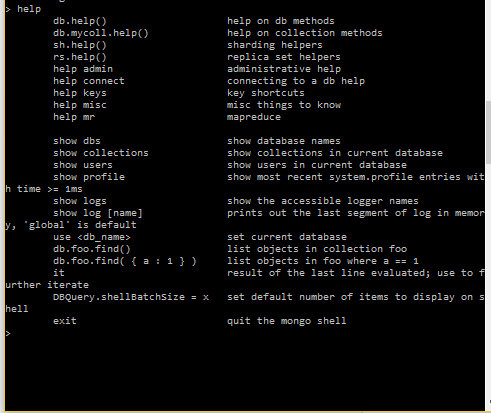 > help
db.help() help on db methods
db.mycoll.help() help on collection methods
sh.help() sharding helpers
rs.help() replica set helpers
help admin administrative help
help connect connecting to a db help
help keys key shortcuts
help misc misc things to know
help mr mapreduce
show dbs show database names
show collections show collections in current database
show users show users in current database
show profile show most recent system.profile entries wit
h time >= 1ms
show logs show the accessible logger names
show log [name] prints out the last segment of log in memor
y, 'global' is default
use <db_name> set current database
db.foo.find() list objects in collection foo
db.foo.find( { a : 1 } ) list objects in foo where a == 1
it result of the last line evaluated; use to f
urther iterate
DBQuery.shellBatchSize = x set default number of items to display on s
hell
exit quit the mongo shell
>